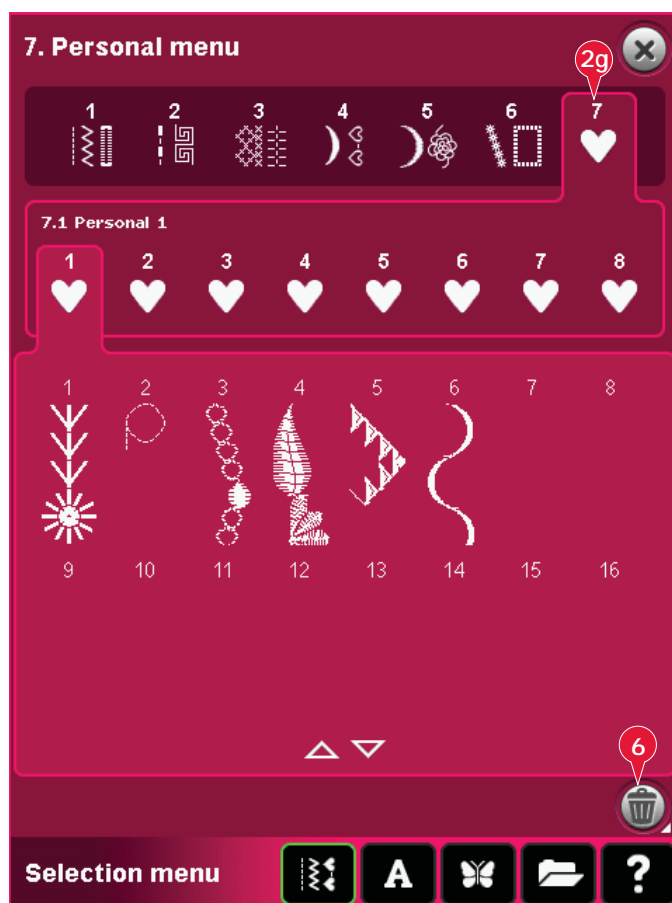 7. Personal menu
2g
1 2 3 4 5 6 7
7.1 Personal 1
1 2 3 4 5 6 7 8
1 2 3 4 5 6 7 8
9 10 11 12 13 14 15 16
6
Selection menu A ?